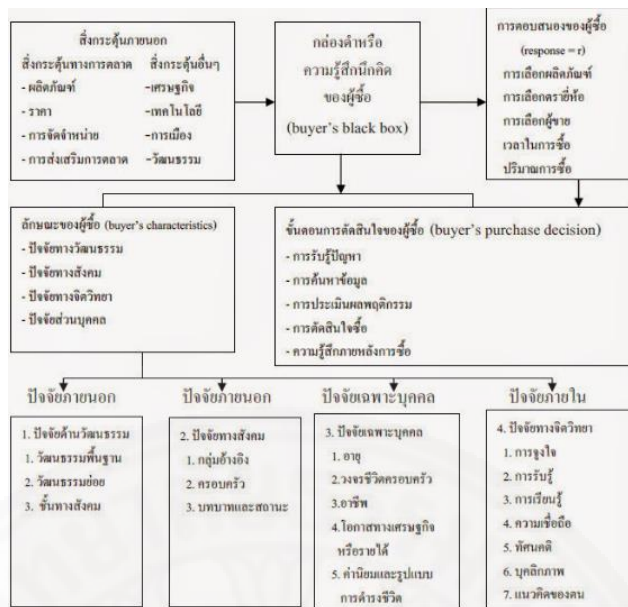 สิ่งกระตุ้นภายนอก
สิ่งกระตุ้นทางการตลาด สิ่งกระตุ้นอื่นๆ
- ผลิตภัณฑ์ -เศรษฐกิจ
- ราคา -เทคโนโลยี
- การจัดจำหน่าย -การเมือง
- การส่งเสริมการตลาด -วัฒนธรรม
กล่องดำหรือ
ความรู้สึกนึกคิด
ของผู้ซื้อ
(buyer's black box)
การตอบสนองของผู้ซื้อ
(response = r)
การเลือกผลิตภัณฑ์
การเลือกตรายี่ห้อ
การเลือกผู้ขาย
เวลาในการซื้อ
ปริมาณการซื้อ
ลักษณะของผู้ซื้อ (buyer's characteristics)
- ปัจจัยทางวัฒนธรรม
- ปัจจัยทางสังคม
- ปัจจัยทางจิตวิทยา
- ปัจจัยส่วนบุคคล
ขั้นตอนการตัดสินใจของผู้ซื้อ (buyer's purchase decision)
- การรับรู้ปัญหา
- การค้นหาข้อมูล
- การประเมินผลพฤติกรรม
- การตัดสินใจซื้อ
- ความรู้สึกภายหลังการซื้อ
ปัจจัยภายนอก
1. ปัจจัยด้านวัฒนธรรม
1. วัฒนธรรมพื้นฐาน
2. วัฒนธรรมย่อย
3. ชั้นทางสังคม
ปัจจัยภายนอก
2. ปัจจัยทางสังคม
1. กลุ่มอ้างอิง
2. ครอบครัว
3. บทบาทและสถานะ
ปัจจัยเฉพาะบุคคล
3. ปัจจัยเฉพาะบุคคล
1. อายุ
2.วงจรชีวิตครอบครัว
3.อาชีพ
4.โอกาสทางเศรษฐกิจ
หรือรายได้
5. ค่านิยมและรูปแบบ
การดำรงชีวิต
ปัจจัยภายใน
4. ปัจจัยทางจิตวิทยา
1. การจูงใจ
2. การรับรู้
3. การเรียนรู้
4. ความเชื่อถือ
5. ทัศนคติ
6. บุคลิกภาพ
7. แนวคิดของตน